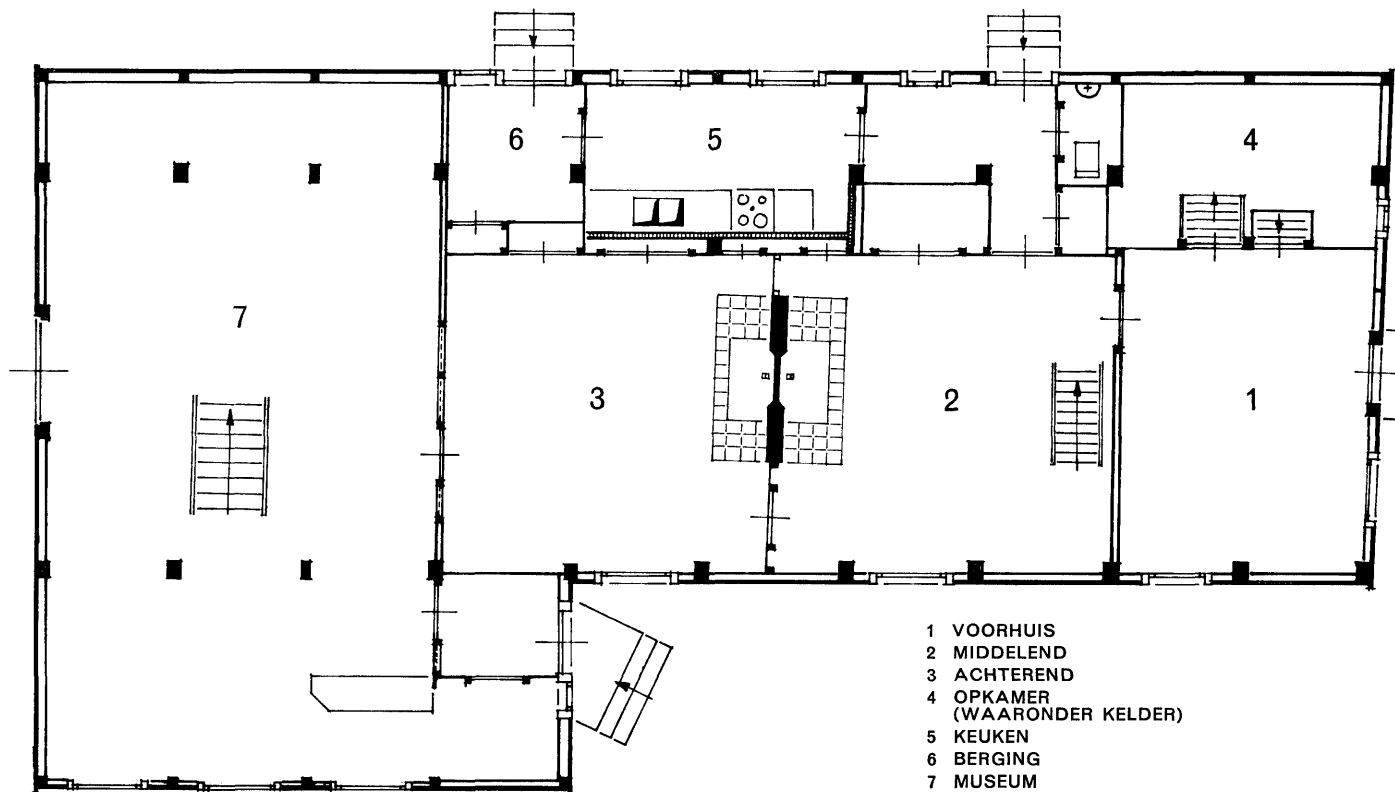 6
5
4
7
3
2
1
1 VOORHUIS
2 MIDDELEND
3 ACHTEREND
4 OPKAMER
(WAARONDER KELDER)
5 KEUKEN
6 BERGING
7 MUSEUM